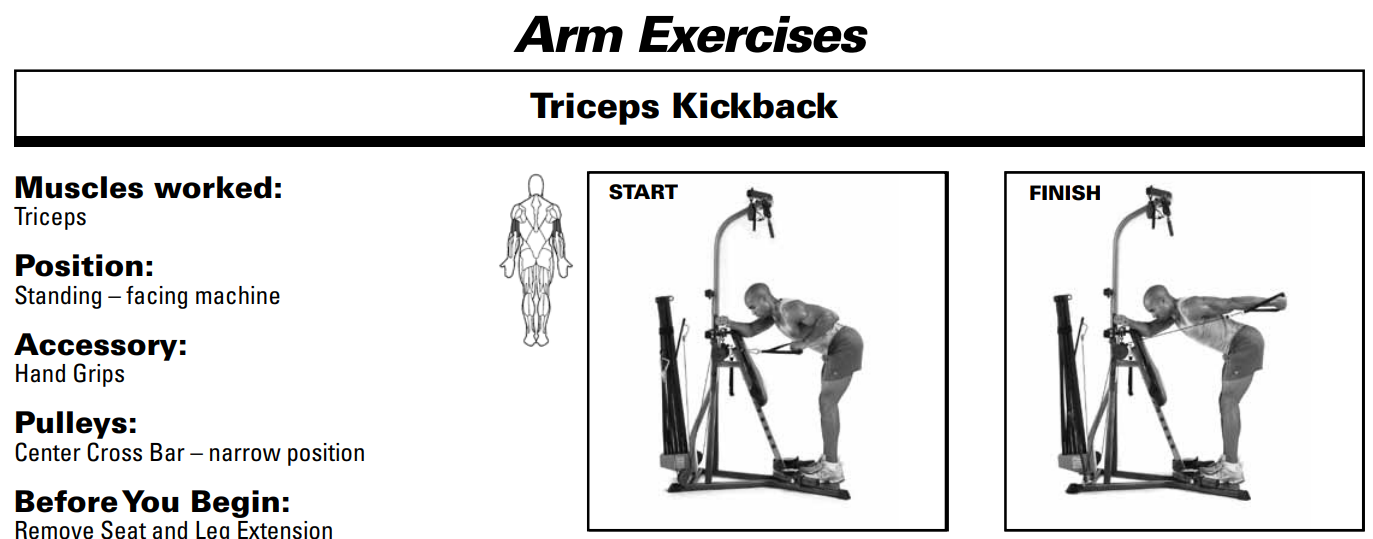 Arm Exercises
Triceps Kickback
Muscles worked:
Triceps
Position:
Standing – facing machine
Accessory:
Hand Grips
Pulleys:
Center Cross Bar – narrow position
Before You Begin:
Remove Seat and Leg Extension
START
FINISH